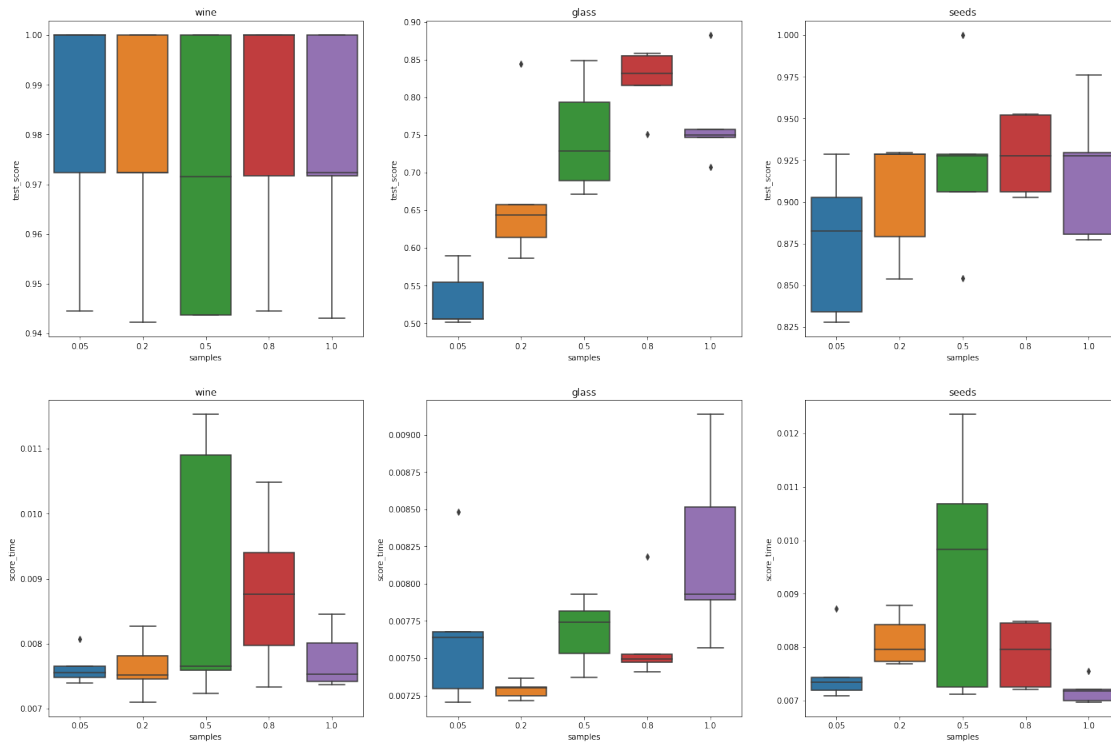 wine
glass
seeds
1.00
0.99
0.98
0.97
0.96
0.95
0.94
test_score
0.05 0.2 0.5 0.8 1.0
samples
0.90
0.85
0.80
0.75
0.70
0.65
0.60
0.55
0.50
test_score
0.05 0.2 0.5 0.8 1.0
samples
1.000
0.975
0.950
0.925
0.900
0.875
0.850
0.825
test_score
0.05 0.2 0.5 0.8 1.0
samples
wine
glass
seeds
0.011
0.010
0.009
0.008
0.007
score_time
0.05 0.2 0.5 0.8 1.0
samples
0.00900
0.00875
0.00850
0.00825
0.00800
0.00775
0.00750
0.00725
score_time
0.05 0.2 0.5 0.8 1.0
samples
0.012
0.011
0.010
0.009
0.008
0.007
score_time
0.05 0.2 0.5 0.8 1.0
samples